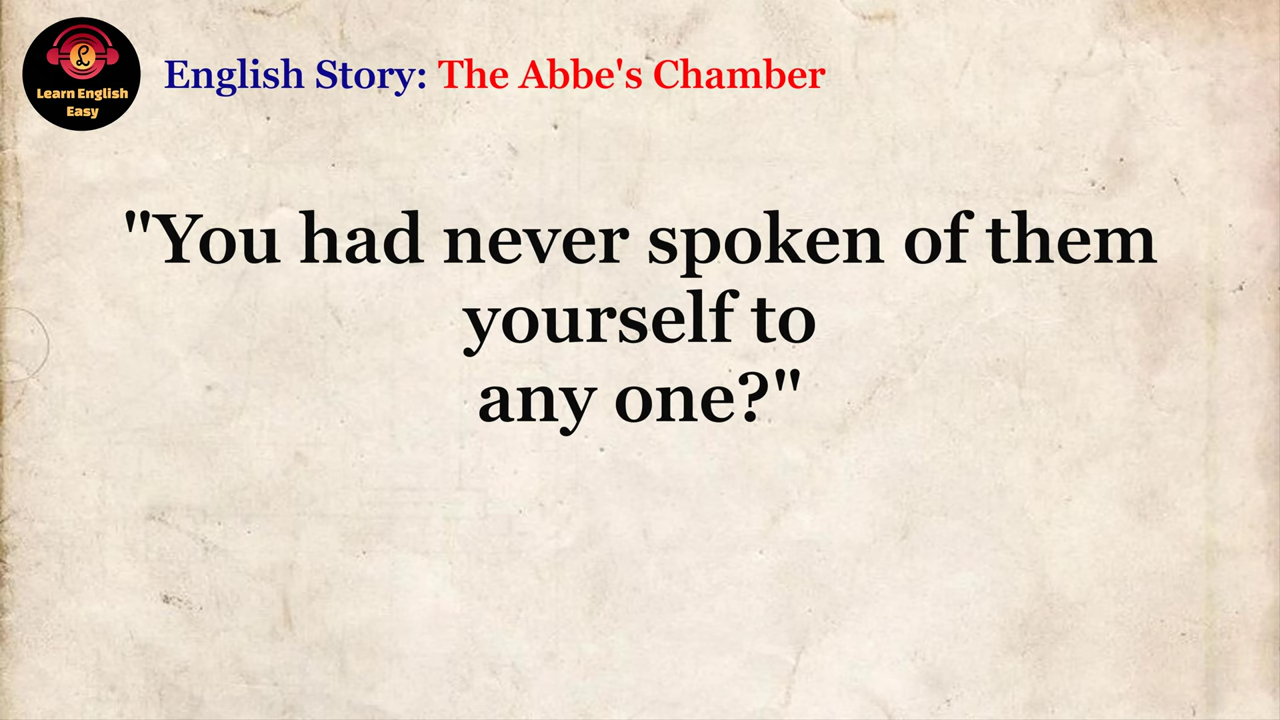 Learn English
Easy
English Story: The Abbe's Chamber
"You had never spoken of them
yourself to
any one?"